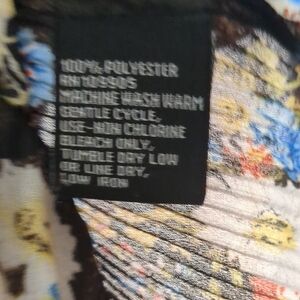 100% POLYESTER
RN 109905
MACHINE WASH WARM
GENTLE CYCLE,
USE-NON CHLORINE
BLEACH ONLY,
TUMBLE DRY LOW
OR LINE DRY,
LOW IRON